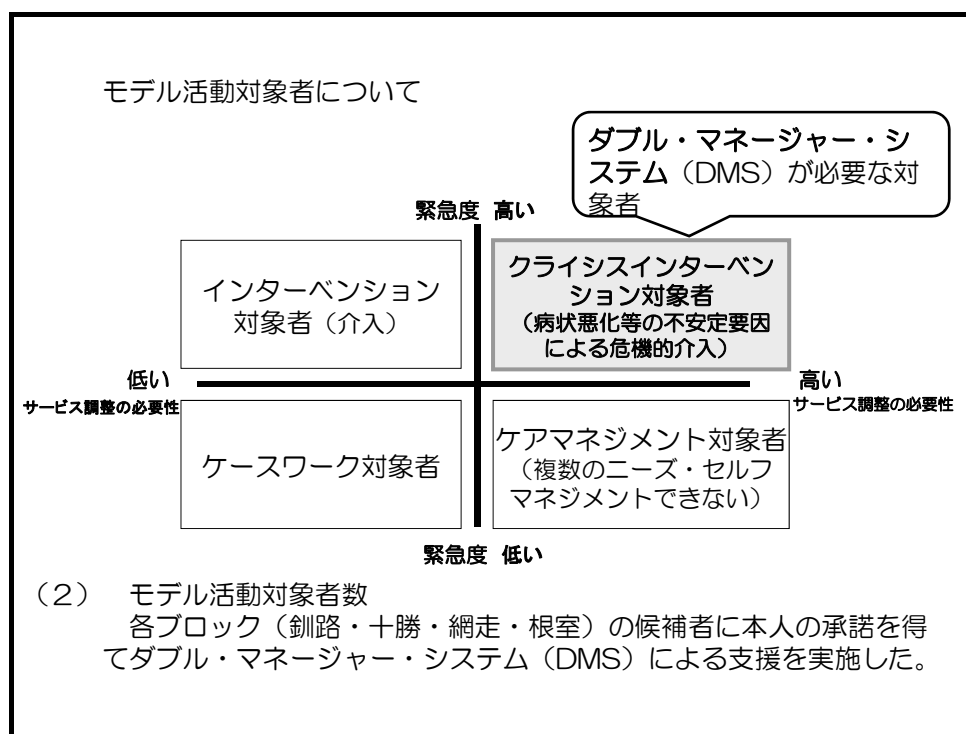 モデル活動対象者について
ダブル・マネージャー・シ
ステム（DMS）が必要な対
象者
緊急度 高い
インターベンション
対象者（介入）
クライシスインターベン
ション対象者
（病状悪化等の不安定要因
による危機的介入）
低い
サービス調整の必要性
高い
サービス調整の必要性
ケースワーク対象者
ケアマネジメント対象者
（複数のニーズ・セルフ
マネジメントできない）
緊急度 低い
（２）　モデル活動対象者数
各ブロック（釧路・十勝・網走・根室）の候補者に本人の承諾を得
てダブル・マネージャー・システム（DMS）による支援を実施した。